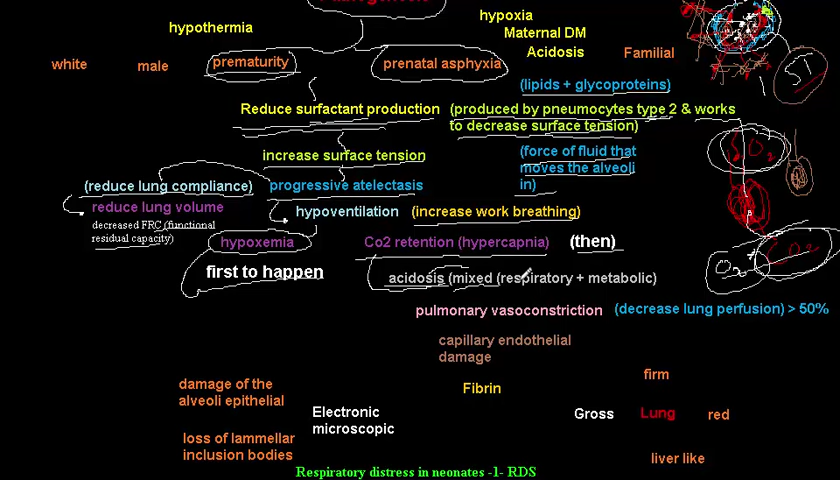 hypothermia
hypoxia
Maternal DM
Acidosis
Familial
white
male
prematurity
prenatal asphyxia
(lipids + glycoproteins)
Reduce surfactant production
(produced by pneumocytes type 2 & works
to decrease surface tension)
increase surface tension
(force of fluid that
moves the alveoli
in)
(reduce lung compliance)
progressive atelectasis
reduce lung volume
hypoventilation
(increase work breathing)
decreased FRC (functional
residual capacity)
hypoxemia
Co2 retention (hypercapnia)
(then)
first to happen
acidosis (mixed (respiratory + metabolic)
pulmonary vasoconstriction
(decrease lung perfusion) > 50%
capillary endothelial
damage
Fibrin
damage of the
alveoli epithelial
Electronic
microscopic
loss of lammellar
inclusion bodies
firm
Gross
Lung
red
liver like
Respiratory distress in neonates -1- RDS
ST
O2
CO2